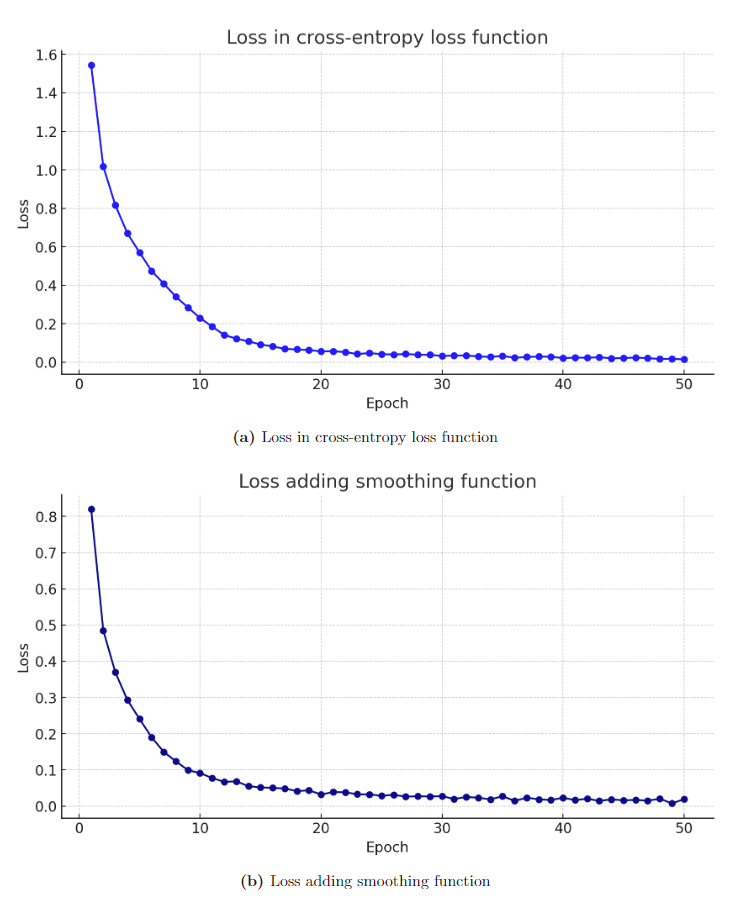 Loss in cross-entropy loss function
1.6
1.4
1.2
1.0
0.8
0.6
0.4
0.2
0.0
Loss
0 10 20 30 40 50
Epoch
(a) Loss in cross-entropy loss function
Loss adding smoothing function
0.8
0.7
0.6
0.5
0.4
0.3
0.2
0.1
0.0
Loss
0 10 20 30 40 50
Epoch
(b) Loss adding smoothing function